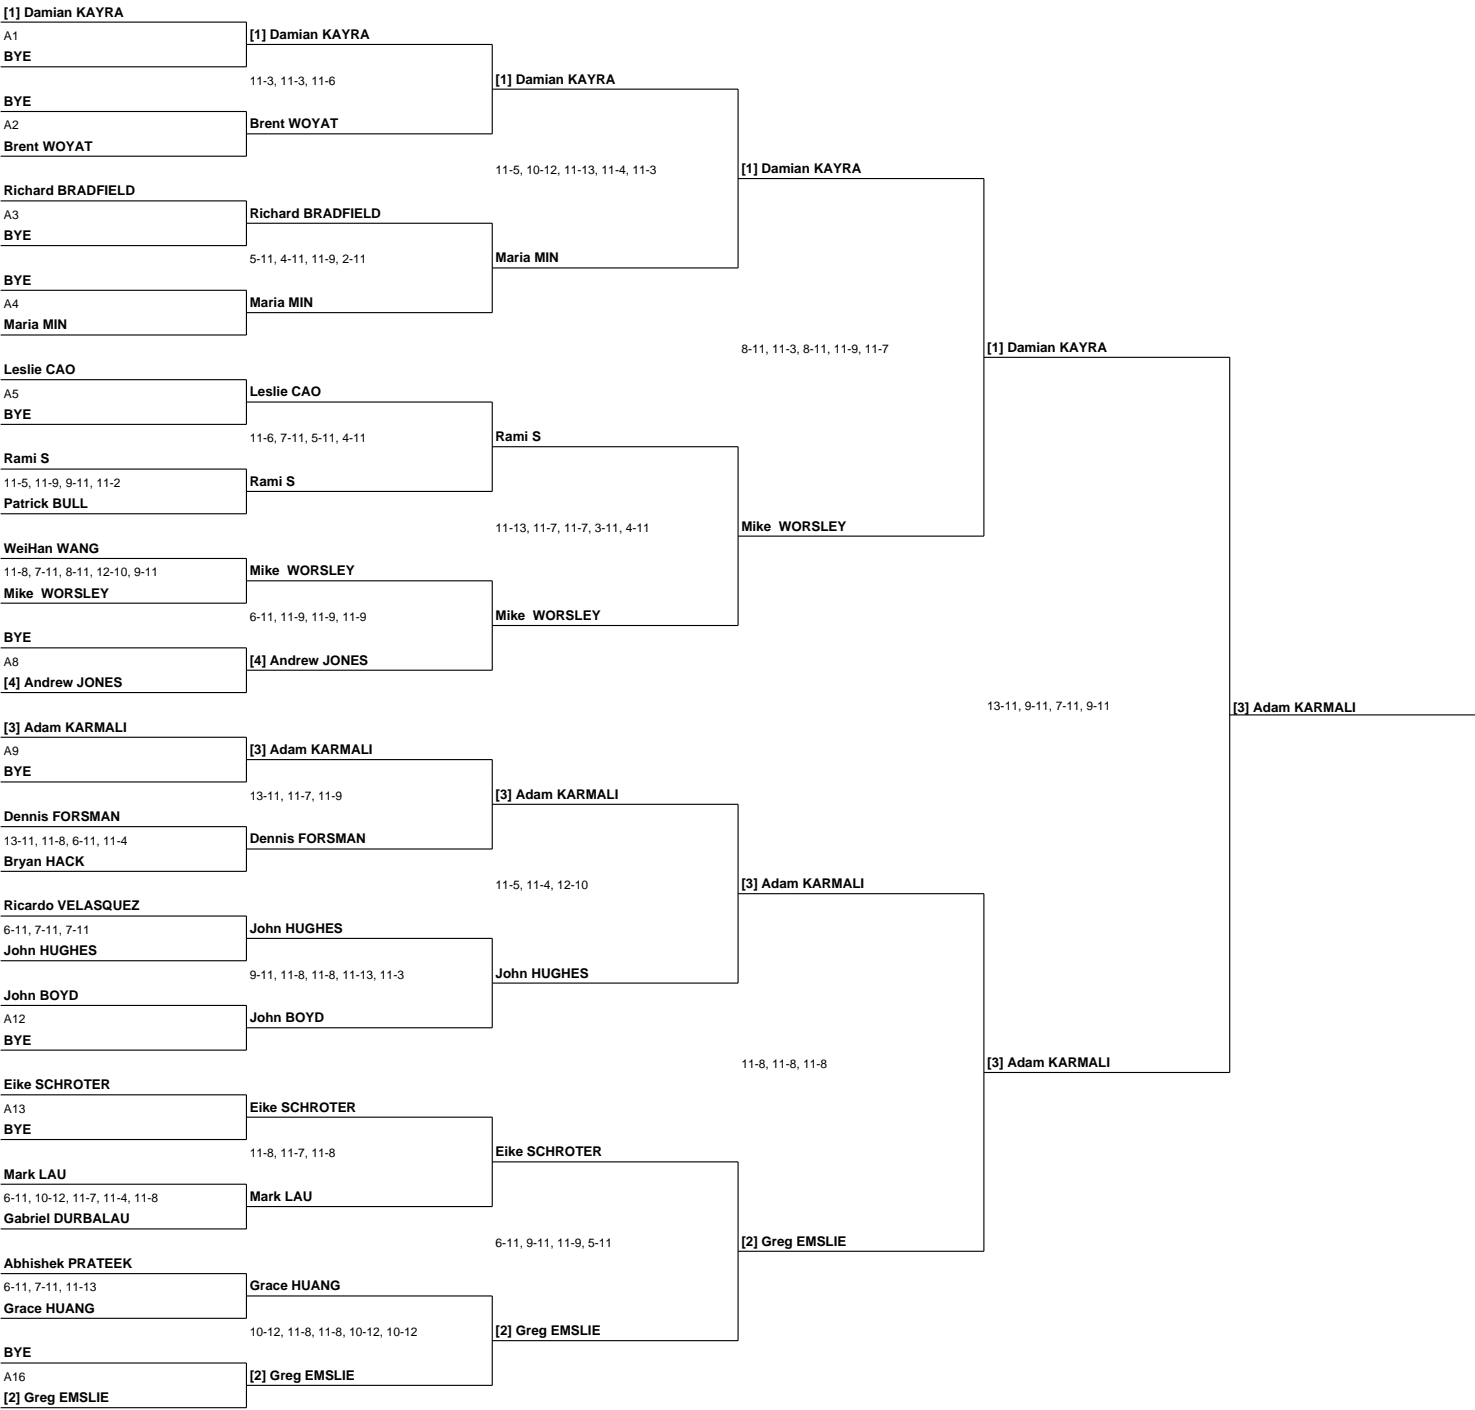 [1] Damian KAYRA
A1
BYE
BYE
A2
Brent WOYAT
Richard BRADFIELD
A3
BYE
BYE
A4
Maria MIN
Leslie CAO
A5
BYE
Rami S
11-5, 11-9, 9-11, 11-2
Patrick BULL
WeiHan WANG
11-8, 7-11, 8-11, 12-10, 9-11
Mike  WORSLEY
BYE
A8
[4] Andrew JONES
[3] Adam KARMALI
A9
BYE
Dennis FORSMAN
13-11, 11-8, 6-11, 11-4
Bryan HACK
Ricardo VELASQUEZ
6-11, 7-11, 7-11
John HUGHES
John BOYD
A12
BYE
Eike SCHROTER
A13
BYE
Mark LAU
6-11, 10-12, 11-7, 11-4, 11-8
Gabriel DURBALAU
Abhishek PRATEEK
6-11, 7-11, 11-13
Grace HUANG
BYE
A16
[2] Greg EMSLIE
[1] Damian KAYRA
11-3, 11-3, 11-6
Brent WOYAT
Richard BRADFIELD
5-11, 4-11, 11-9, 2-11
Maria MIN
Leslie CAO
11-6, 7-11, 5-11, 4-11
Rami S
Mike  WORSLEY
6-11, 11-9, 11-9, 11-9
[4] Andrew JONES
[3] Adam KARMALI
13-11, 11-7, 11-9
Dennis FORSMAN
John HUGHES
9-11, 11-8, 11-8, 11-13, 11-3
John BOYD
Eike SCHROTER
11-8, 11-7, 11-8
Mark LAU
Grace HUANG
10-12, 11-8, 11-8, 10-12, 10-12
[2] Greg EMSLIE
[1] Damian KAYRA
11-5, 10-12, 11-13, 11-4, 11-3
Maria MIN
Rami S
11-13, 11-7, 11-7, 3-11, 4-11
Mike  WORSLEY
[3] Adam KARMALI
11-5, 11-4, 12-10
John HUGHES
Eike SCHROTER
6-11, 9-11, 11-9, 5-11
[2] Greg EMSLIE
[1] Damian KAYRA
8-11, 11-3, 8-11, 11-9, 11-7
Mike  WORSLEY
[3] Adam KARMALI
11-8, 11-8, 11-8
[2] Greg EMSLIE
[1] Damian KAYRA
13-11, 9-11, 7-11, 9-11
[3] Adam KARMALI
[3] Adam KARMALI